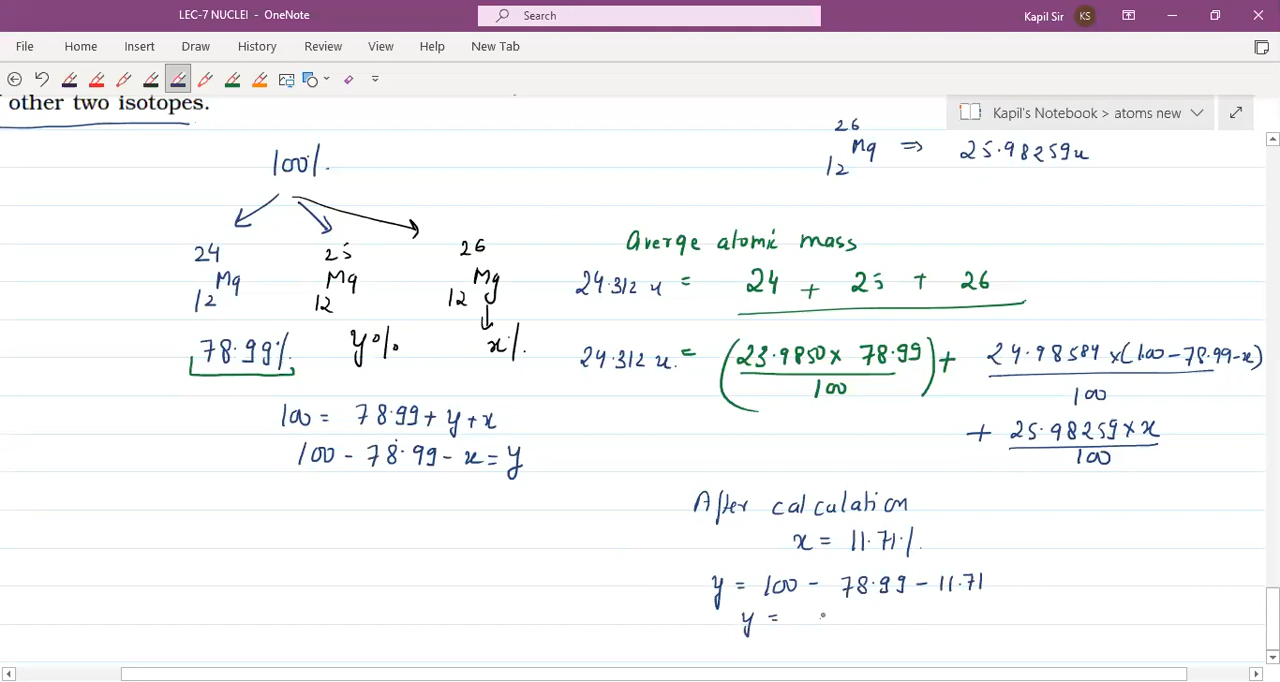 LEC-7 NUCLEI - OneNote
Search
Kapil Sir KS
File Home Insert Draw History Review View Help New Tab
other two isotopes.
Kapil's Notebook > atoms new
26
12 Mg ⇒ 25.98259u
100%.
24 12 Mg 25 12 Mg 26 12 Mg
78.99%. y% x%.
100 = 78.99 + y + x
100 - 78.99 - x = y
Averge atomic mass
24.312 u = 24 + 25 + 26
24.312 u. = (23.9850 × 78.99 / 100) + 24.98584 × (100 - 78.99 - x) / 100
+ 25.98259 × x / 100
After calculation
x = 11.71%.
y = 100 - 78.99 - 11.71
y =